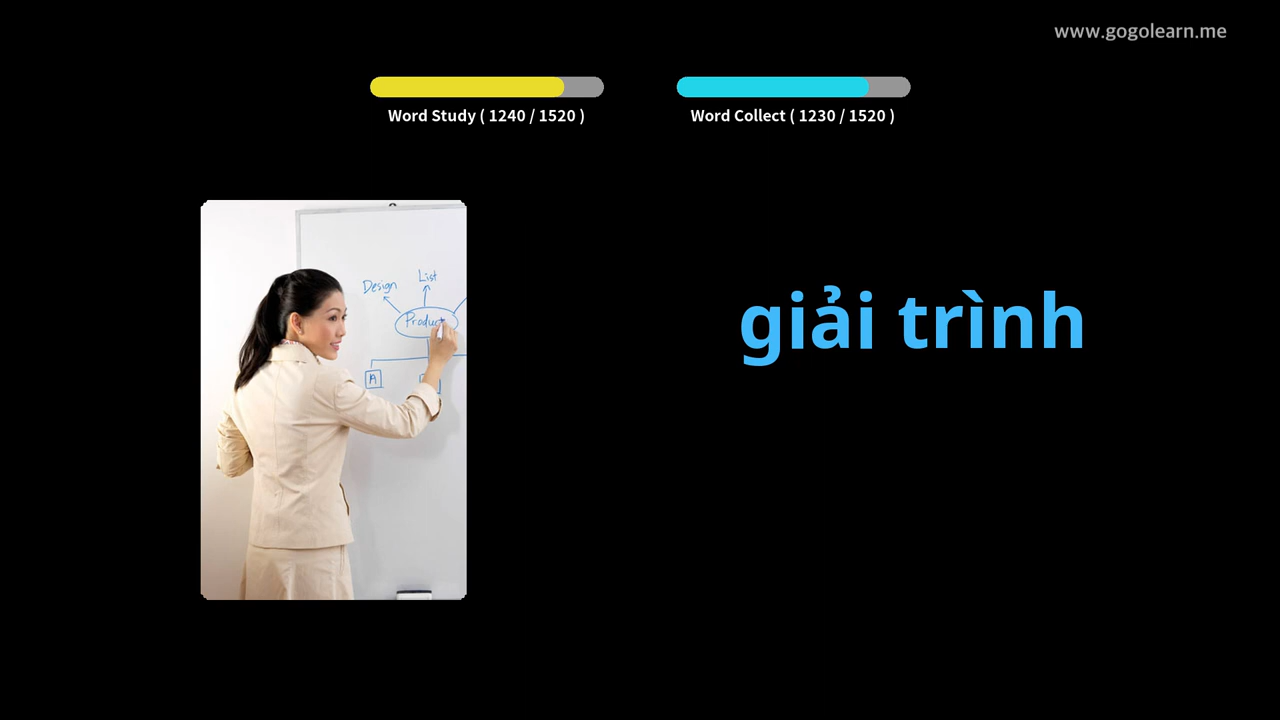 www.gogolearn.me
Word Study ( 1240 / 1520 )
Word Collect ( 1230 / 1520 )
List
Design
Product
A
giải trình